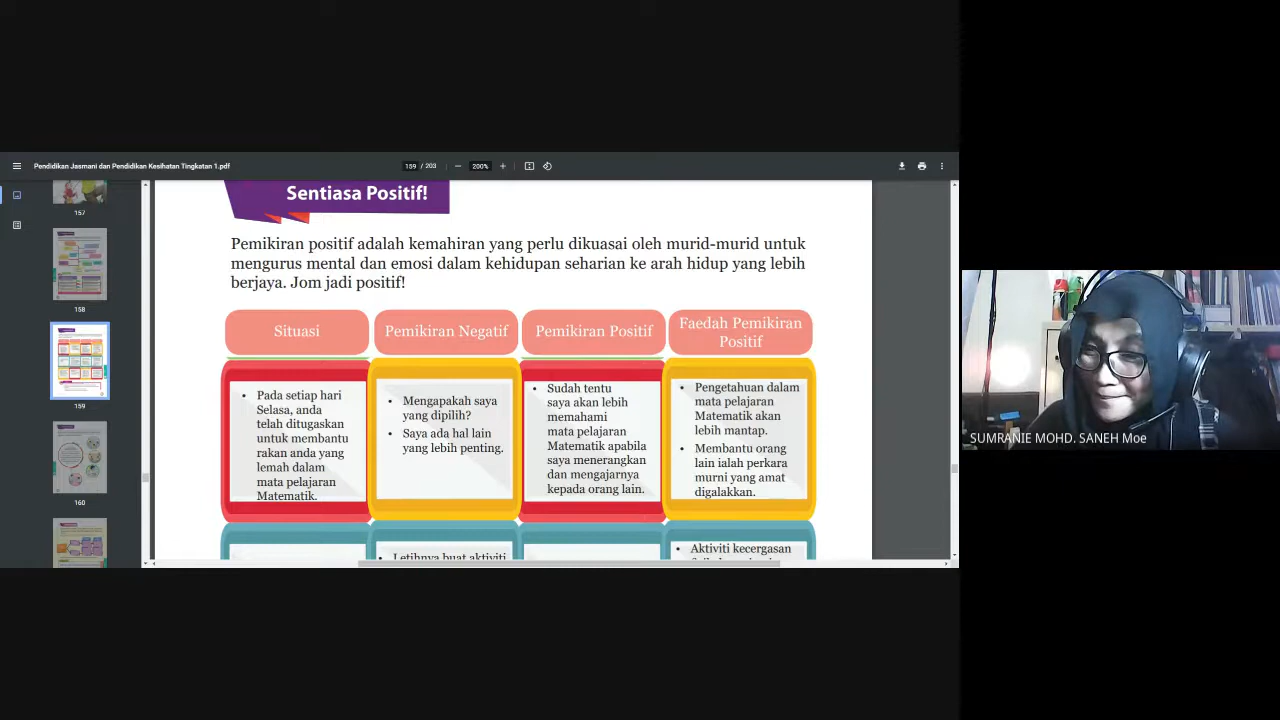 Pendidikan Jasmani dan Pendidikan Kesihatan Tingkatan 1.pdf
159 / 203
200%
157
158
159
160
Sentiasa Positif!
Pemikiran positif adalah kemahiran yang perlu dikuasai oleh murid-murid untuk
mengurus mental dan emosi dalam kehidupan seharian ke arah hidup yang lebih
berjaya. Jom jadi positif!
Situasi
Pemikiran Negatif
Pemikiran Positif
Faedah Pemikiran
Positif
• Pada setiap hari
Selasa, anda
telah ditugaskan
untuk membantu
rakan anda yang
lemah dalam
mata pelajaran
Matematik.
• Mengapakah saya
yang dipilih?
• Saya ada hal lain
yang lebih penting.
• Sudah tentu
saya akan lebih
memahami
mata pelajaran
Matematik apabila
saya menerangkan
dan mengajarnya
kepada orang lain.
• Pengetahuan dalam
mata pelajaran
Matematik akan
lebih mantap.
• Membantu orang
lain ialah perkara
murni yang amat
digalakkan.
• Letihnya buat aktiviti
• Aktiviti kecergasan
SUMRANIE MOHD. SANEH Moe